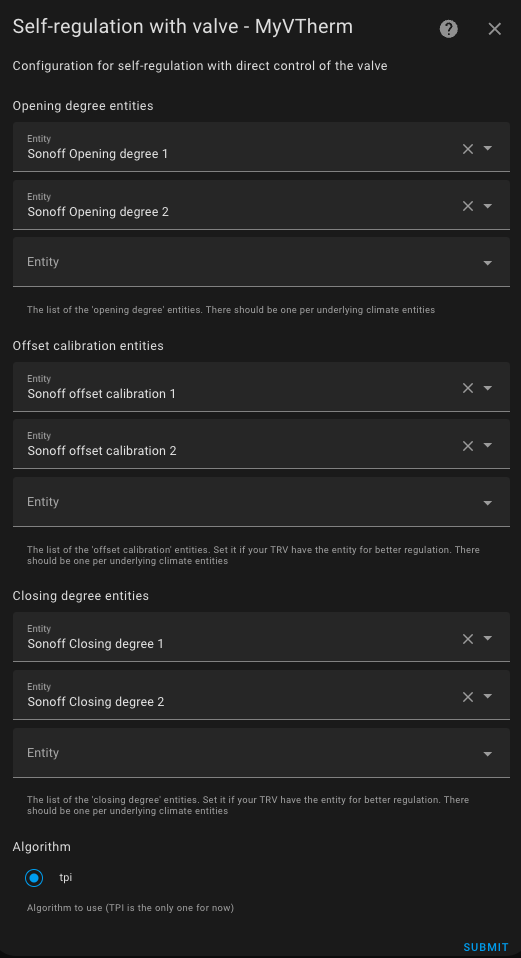 Self-regulation with valve - MyVTherm
Configuration for self-regulation with direct control of the valve
Opening degree entities
Entity
Sonoff Opening degree 1
Entity
Sonoff Opening degree 2
Entity
The list of the 'opening degree' entities. There should be one per underlying climate entities
Offset calibration entities
Entity
Sonoff offset calibration 1
Entity
Sonoff offset calibration 2
Entity
The list of the 'offset calibration' entities. Set it if your TRV have the entity for better regulation. There
should be one per underlying climate entities
Closing degree entities
Entity
Sonoff Closing degree 1
Entity
Sonoff Closing degree 2
Entity
The list of the 'closing degree' entities. Set it if your TRV have the entity for better regulation. There
should be one per underlying climate entities
Algorithm
tpi
Algorithm to use (TPI is the only one for now)
SUBMIT